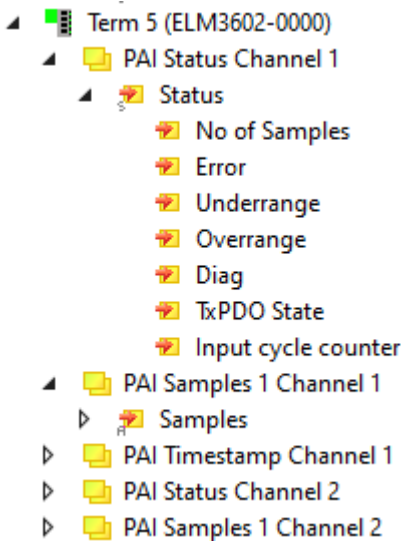 Term 5 (ELM3602-0000)
PAI Status Channel 1
Status
No of Samples
Error
Underrange
Overrange
Diag
TxPDO State
Input cycle counter
PAI Samples 1 Channel 1
Samples
PAI Timestamp Channel 1
PAI Status Channel 2
PAI Samples 1 Channel 2